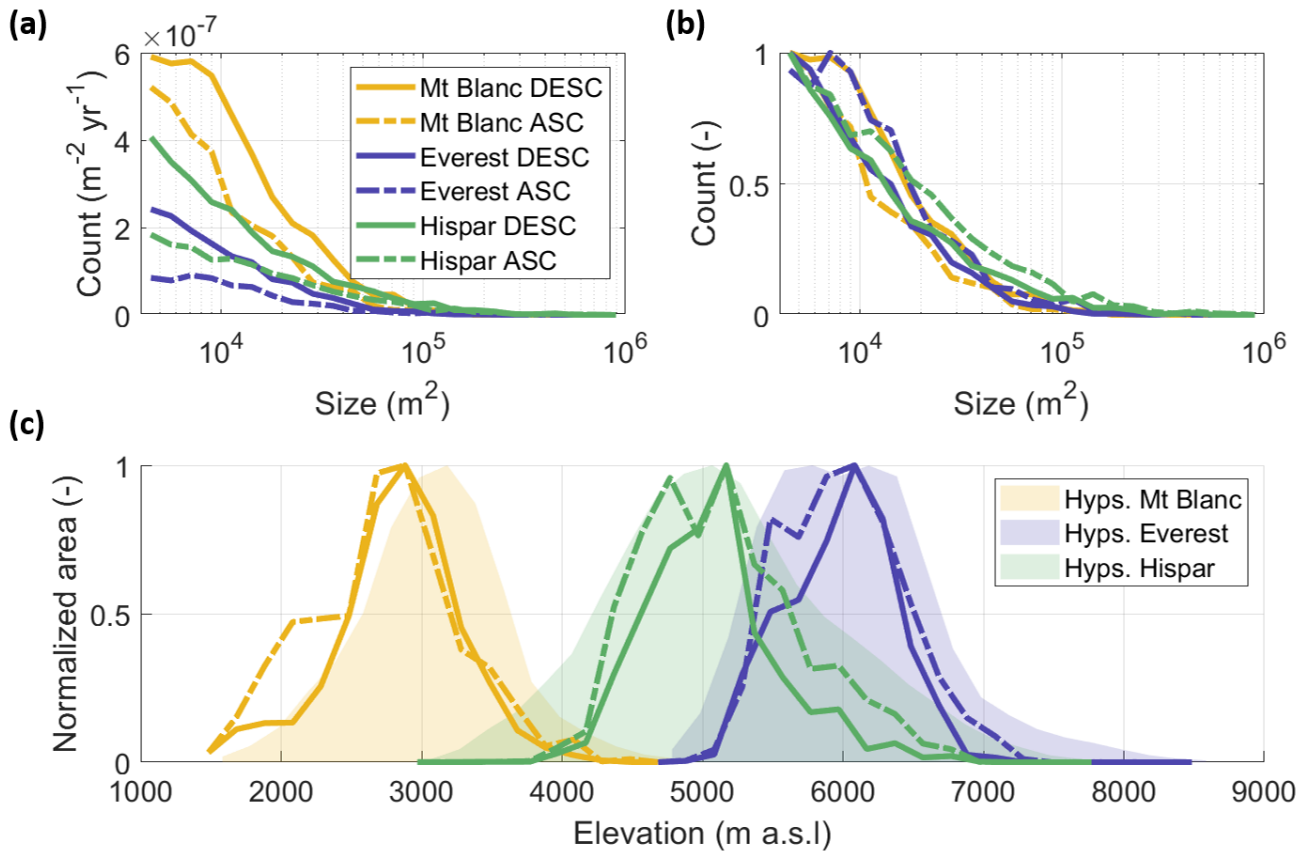 (a)
×10⁻⁷
6
4
2
0
Count (m⁻² yr⁻¹)
Mt Blanc DESC
Mt Blanc ASC
Everest DESC
Everest ASC
Hispar DESC
Hispar ASC
10⁴
10⁵
10⁶
Size (m²)
(b)
1
0.5
0
Count (-)
10⁴
10⁵
10⁶
Size (m²)
(c)
1
0.5
0
Normalized area (-)
Hyps. Mt Blanc
Hyps. Everest
Hyps. Hispar
1000 2000 3000 4000 5000 6000 7000 8000 9000
Elevation (m a.s.l)